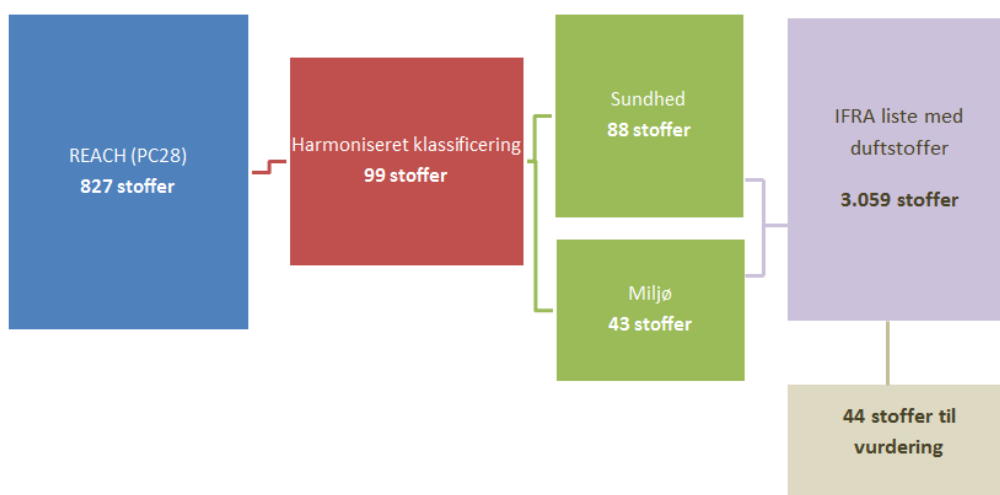 REACH (PC28)
827 stoffer
Harmoniseret klassificering
99 stoffer
Sundhed
88 stoffer
Miljø
43 stoffer
IFRA liste med
duftstoffer
3.059 stoffer
44 stoffer til
vurdering